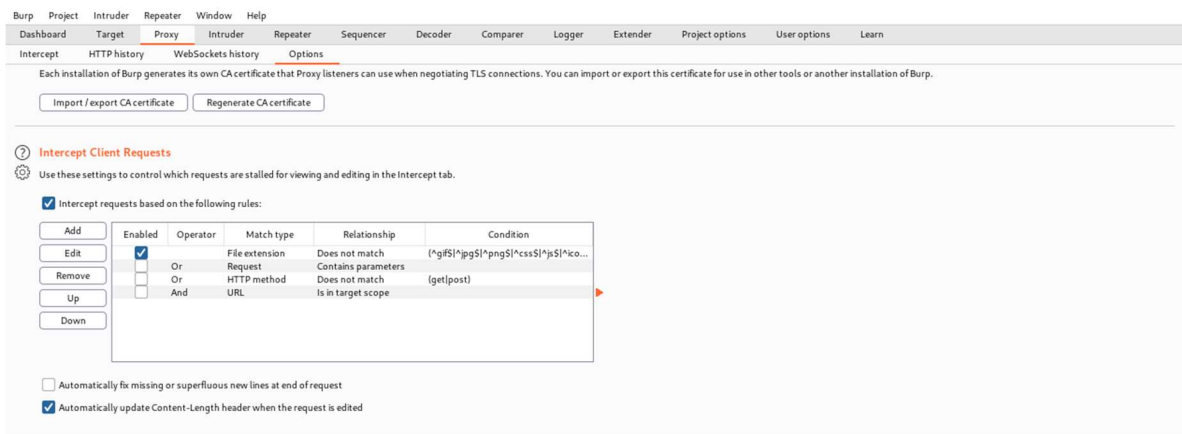 Burp Project Intruder Repeater Window Help
Dashboard Target Proxy Intruder Repeater Sequencer Decoder Comparer Logger Extender Project options User options Learn
Intercept HTTP history WebSockets history Options
Each installation of Burp generates its own CA certificate that Proxy listeners can use when negotiating TLS connections. You can import or export this certificate for use in other tools or another installation of Burp.
Import / export CA certificate Regenerate CA certificate
Intercept Client Requests
Use these settings to control which requests are stalled for viewing and editing in the Intercept tab.
Intercept requests based on the following rules:
Add
Edit
Remove
Up
Down
Enabled Operator Match type Relationship Condition
File extension Does not match (^gif$|^jpg$|^png$|^css$|^js$|^ico...
Or Request Contains parameters
Or HTTP method Does not match (get|post)
And URL Is in target scope
Automatically fix missing or superfluous new lines at end of request
Automatically update Content-Length header when the request is edited